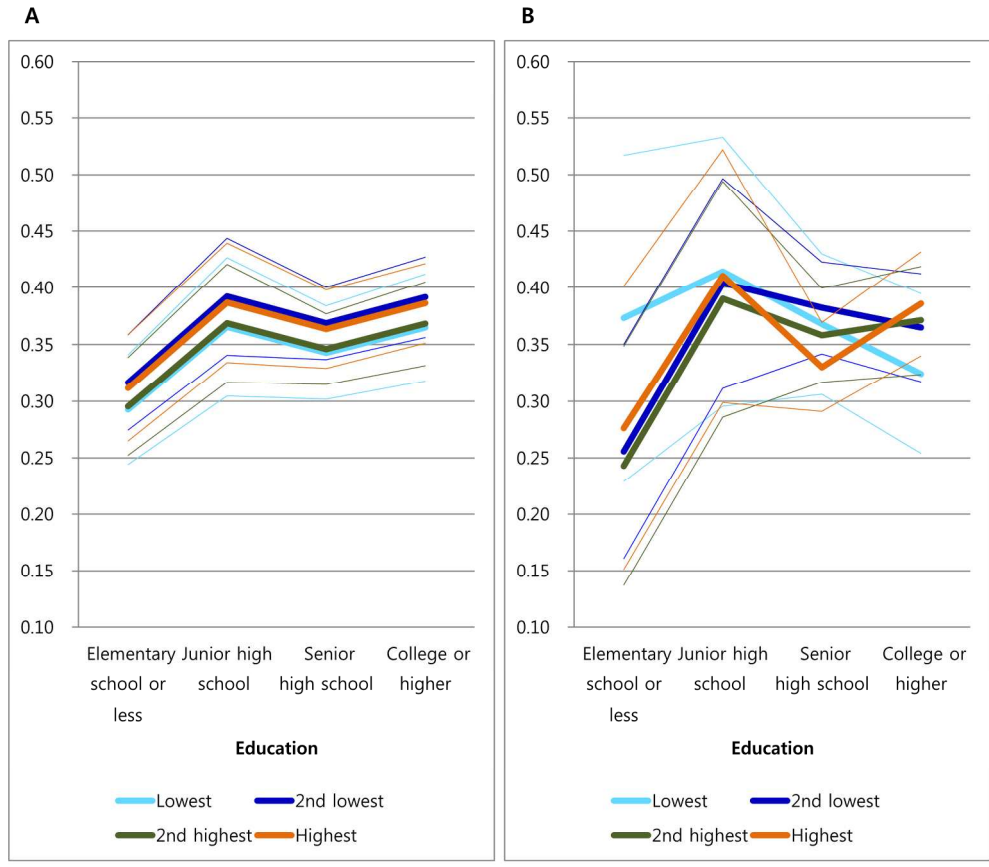 A
0.60
0.55
0.50
0.45
0.40
0.35
0.30
0.25
0.20
0.15
0.10
Elementary Junior high Senior College or
school or school high school higher
less
Education
Lowest 2nd lowest
2nd highest Highest
B
0.60
0.55
0.50
0.45
0.40
0.35
0.30
0.25
0.20
0.15
0.10
Elementary Junior high Senior College or
school or school high school higher
less
Education
Lowest 2nd lowest
2nd highest Highest